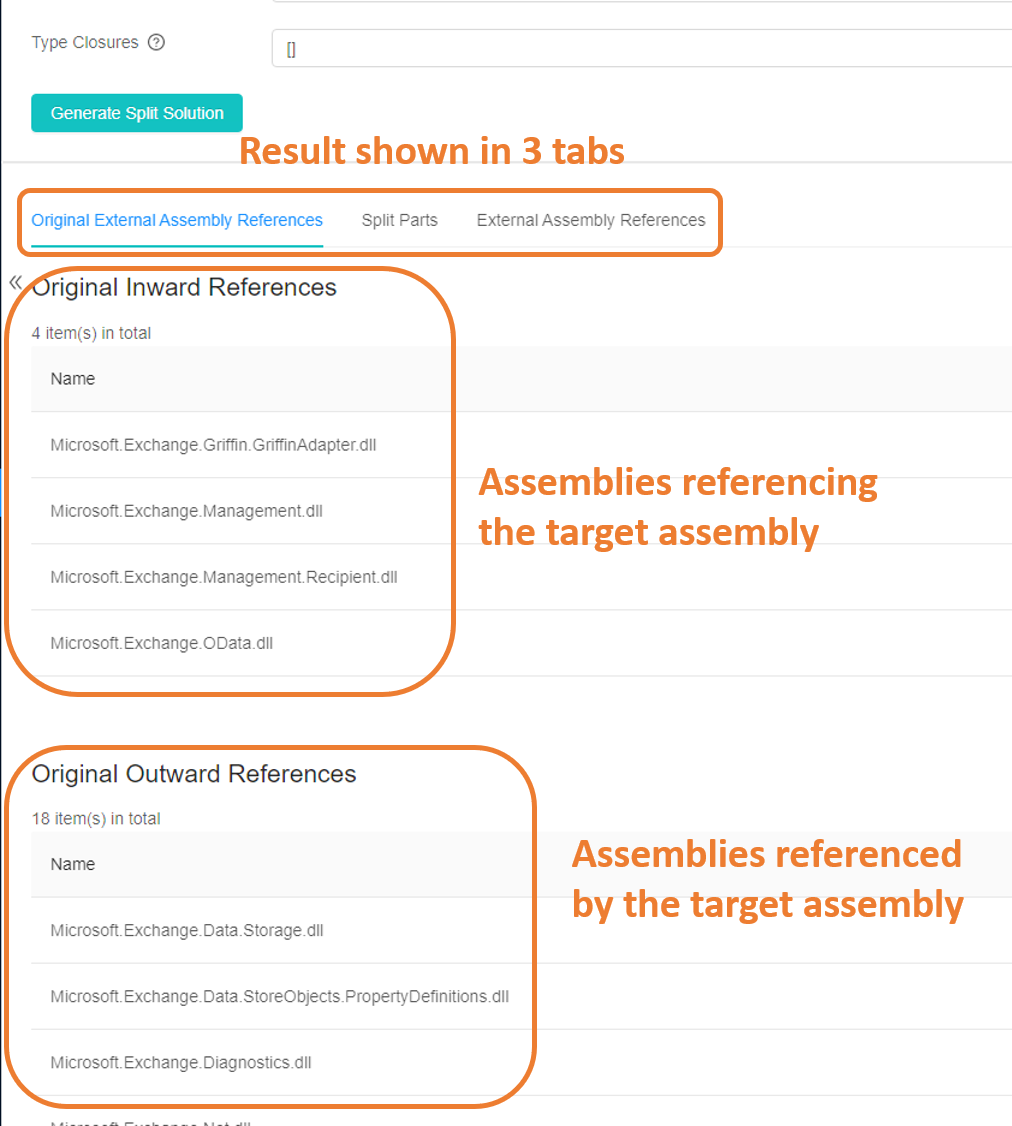 Type Closures ?
[]
Generate Split Solution
Result shown in 3 tabs
Original External Assembly References Split Parts External Assembly References
Original Inward References
4 item(s) in total
Name
Microsoft.Exchange.Griffin.GriffinAdapter.dll
Microsoft.Exchange.Management.dll
Microsoft.Exchange.Management.Recipient.dll
Microsoft.Exchange.OData.dll
Assemblies referencing
the target assembly
Original Outward References
18 item(s) in total
Name
Microsoft.Exchange.Data.Storage.dll
Microsoft.Exchange.Data.StoreObjects.PropertyDefinitions.dll
Microsoft.Exchange.Diagnostics.dll
Microsoft.Exchange.Net.dll
Assemblies referenced
by the target assembly